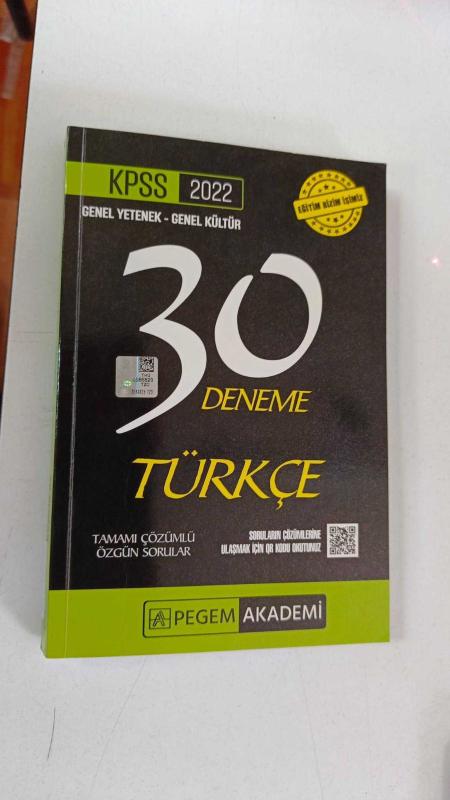 KPSS 2022
GENEL YETENEK - GENEL KÜLTÜR
EĞİTİM BİZİM İŞİMİZ
30
DENEME
TÜRKÇE
TAMAMI ÇÖZÜMLÜ
ÖZGÜN SORULAR
SORULARIN ÇÖZÜMLERİNE
ULAŞMAK İÇİN QR KODU OKUTUNUZ
PEGEM AKADEMİ